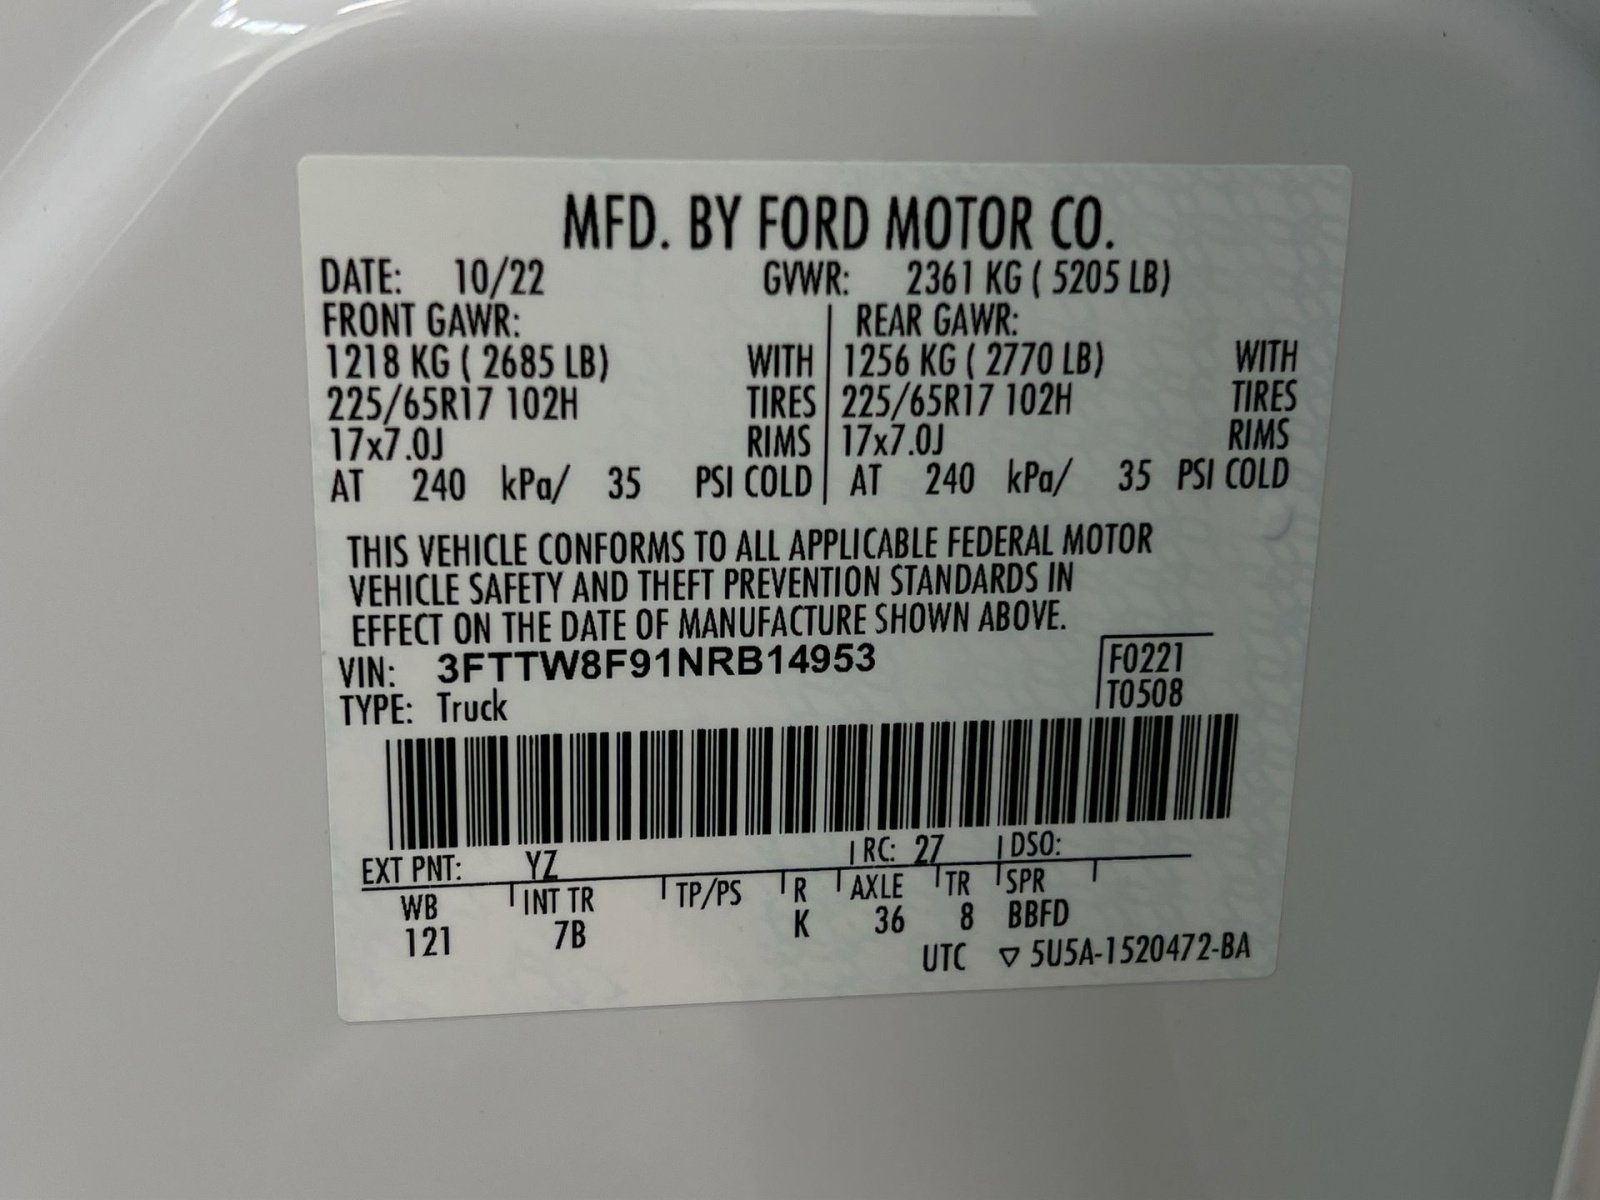 MFD. BY FORD MOTOR CO.
DATE: 10/22 GVWR: 2361 KG ( 5205 LB)
FRONT GAWR: REAR GAWR:
1218 KG ( 2685 LB) WITH 1256 KG ( 2770 LB) WITH
225/65R17 102H TIRES 225/65R17 102H TIRES
17x7.0J RIMS 17x7.0J RIMS
AT 240 kPa/ 35 PSI COLD AT 240 kPa/ 35 PSI COLD
THIS VEHICLE CONFORMS TO ALL APPLICABLE FEDERAL MOTOR
VEHICLE SAFETY AND THEFT PREVENTION STANDARDS IN
EFFECT ON THE DATE OF MANUFACTURE SHOWN ABOVE.
VIN: 3FTTW8F91NRB14953 F0221
TYPE: Truck T0508
EXT PNT: YZ RC: 27 DSO:
WB INT TR TP/PS R AXLE TR SPR
121 7B K 36 8 BBFD
UTC ▽ 5U5A-1520472-BA